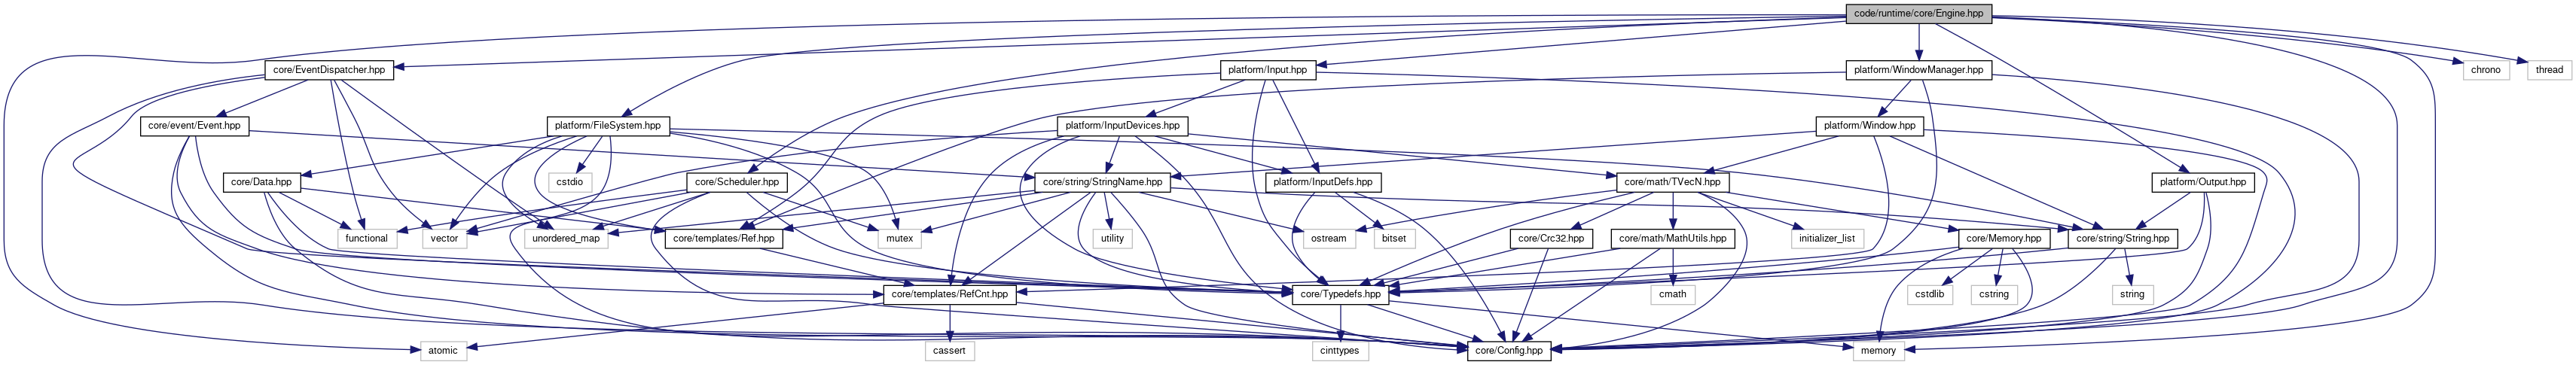 code/runtime/core/Engine.hpp
core/EventDispatcher.hpp
platform/Input.hpp
platform/WindowManager.hpp
chrono
thread
core/event/Event.hpp
platform/FileSystem.hpp
platform/InputDevices.hpp
platform/Window.hpp
core/Data.hpp
cstdio
core/Scheduler.hpp
core/string/StringName.hpp
platform/InputDefs.hpp
core/math/TVecN.hpp
platform/Output.hpp
functional
vector
unordered_map
core/templates/Ref.hpp
mutex
utility
ostream
bitset
core/Crc32.hpp
core/math/MathUtils.hpp
initializer_list
core/Memory.hpp
core/string/String.hpp
core/templates/RefCnt.hpp
core/Typedefs.hpp
cmath
cstdlib
cstring
string
atomic
cassert
cinttypes
core/Config.hpp
memory